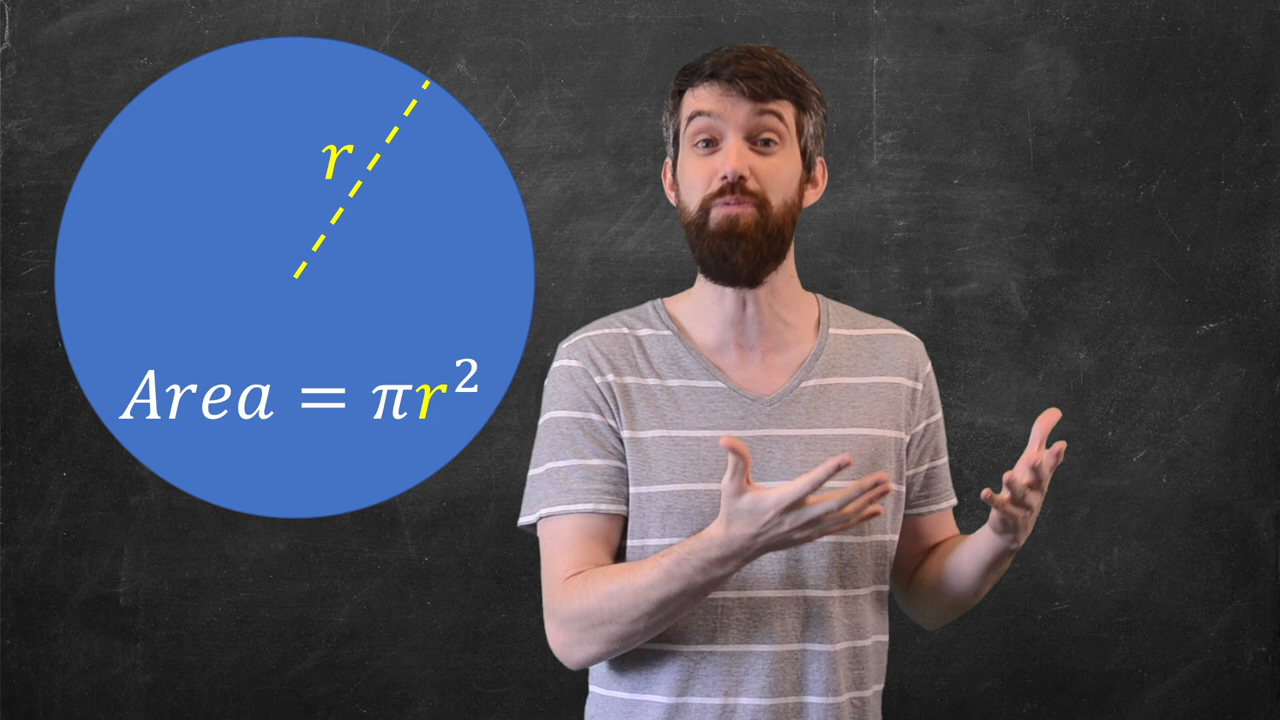 r
Area = πr²